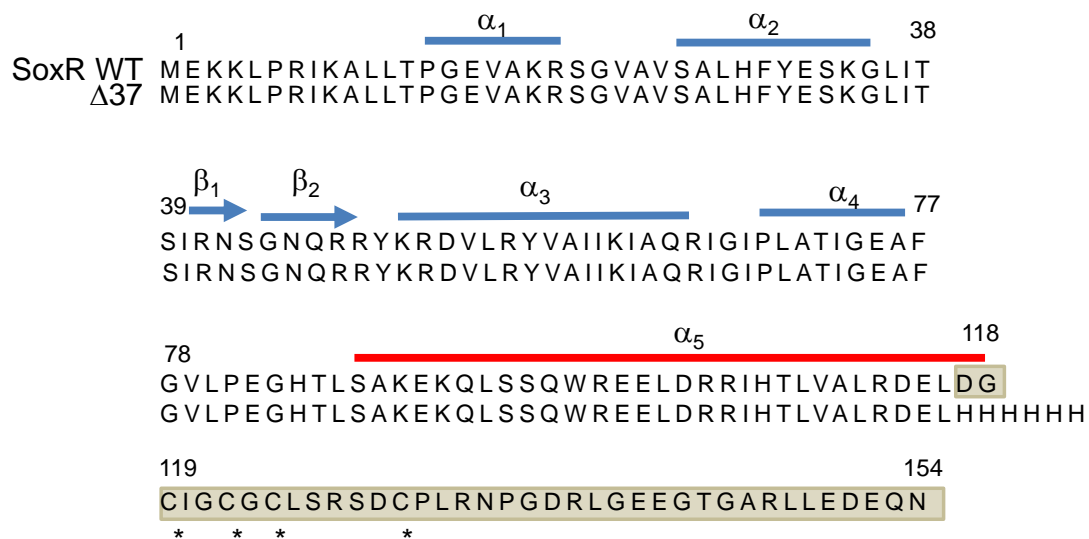 α1 α2
1 38
SoxR WT MEKKLPRIKALLTPGEVAKRSGVAVSALHFYESKGLIT
Δ37 MEKKLPRIKALLTPGEVAKRSGVAVSALHFYESKGLIT
β1 β2 α3 α4
39 77
SIRNSGNQRRYKRDVLRYVAIIKIAQRIGIPLATIGEAF
SIRNSGNQRRYKRDVLRYVAIIKIAQRIGIPLATIGEAF
α5
78 118
GVLPEGHTLSAKEKQLSSQWREELDRRIHTLVALRDELDG
GVLPEGHTLSAKEKQLSSQWREELDRRIHTLVALRDELHHHHHH
119 154
CIGCGCLSRSDCPLRNPGDRLGEEGTGARLLEDEQN
* * * *